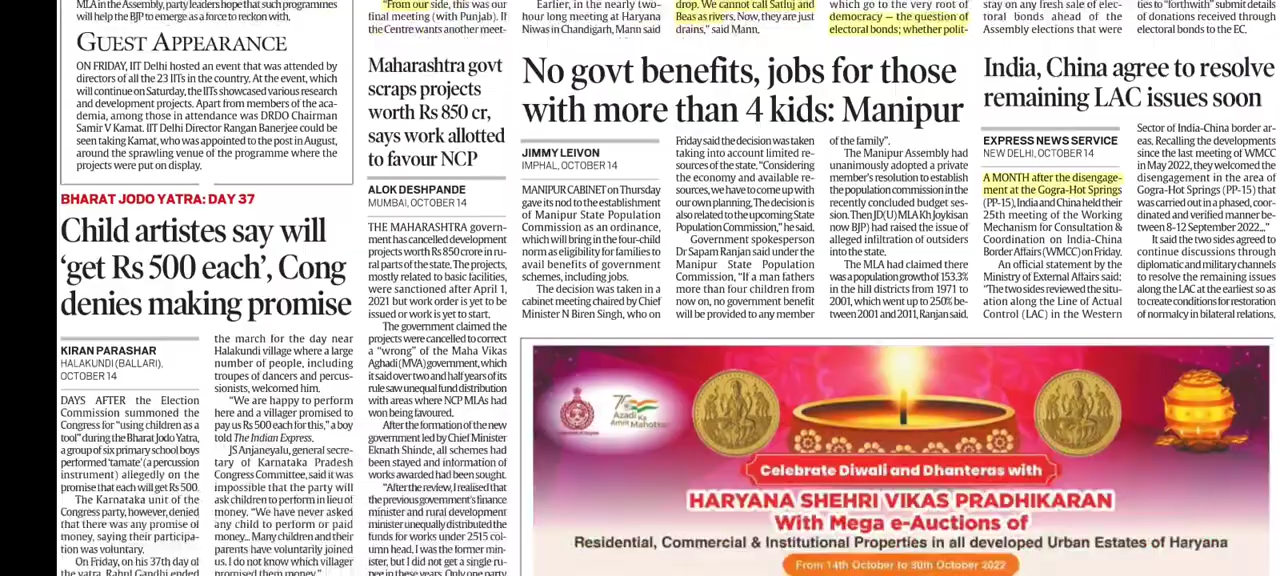 MLA in the Assembly, party leaders hope that such programmes
will help the BJP to emerge as a force to reckon with.
GUEST APPEARANCE
ON FRIDAY, IIT Delhi hosted an event that was attended by
directors of all the 23 IITs in the country. At the event, which
will continue on Saturday, the IITs showcased various research
and development projects. Apart from members of the aca-
demia, among those in attendance was DRDO Chairman
Samir V Kamat. IIT Delhi Director Rangan Banerjee could be
seen taking Kamat, who was appointed to the post in August,
around the sprawling venue of the programme where the
projects were put on display.
BHARAT JODO YATRA: DAY 37
Child artistes say will
‘get Rs 500 each’, Cong
denies making promise
KIRAN PARASHAR
HALAKUNDI (BALLARI),
OCTOBER 14
DAYS AFTER the Election
Commission summoned the
Congress for “using children as a
tool” during the Bharat Jodo Yatra,
a group of six primary school boys
performed ‘tamate’ (a percussion
instrument) allegedly on the
promise that each will get Rs 500.
The Karnataka unit of the
Congress party, however, denied
that there was any promise of
money, saying their participa-
tion was voluntary.
On Friday, on his 37th day of
the yatra, Rahul Gandhi ended
the march for the day near
Halakundi village where a large
number of people, including
troupes of dancers and percus-
sionists, welcomed him.
“We are happy to perform
here and a villager promised to
pay us Rs 500 each for this,” a boy
told The Indian Express.
JS Anjaneyalu, general secre-
tary of Karnataka Pradesh
Congress Committee, said it was
impossible that the party will
ask children to perform in lieu of
money. “We have never asked
any child to perform or paid
money... Many children and their
parents have voluntarily joined
us. I do not know which villager
promised them money.”
“From our side, this was our
final meeting (with Punjab). If
the Centre wants another meet-
Maharashtra govt
scraps projects
worth Rs 850 cr,
says work allotted
to favour NCP
ALOK DESHPANDE
MUMBAI, OCTOBER 14
THE MAHARASHTRA govern-
ment has cancelled development
projects worth Rs 850 crore in ru-
ral parts of the state. The projects,
mostly related to basic facilities,
were sanctioned after April 1,
2021 but work order is yet to be
issued or work is yet to start.
The government claimed the
projects were cancelled to correct
a “wrong” of the Maha Vikas
Aghadi (MVA) government, which
it said over two and half years of its
rule saw unequal fund distribution
with areas where NCP MLAs had
won being favoured.
After the formation of the new
government led by Chief Minister
Eknath Shinde, all schemes had
been stayed and information of
works awarded had been sought.
“After the review, I realised that
the previous government’s finance
minister and rural development
minister unequally distributed the
funds for works under 2515 col-
umn head. I was the former min-
ister, but I did not get a single ru-
pee in these years. Only one party
Earlier, in the nearly two-
hour long meeting at Haryana
Niwas in Chandigarh, Mann said
drop. We cannot call Satluj and
Beas as rivers. Now, they are just
drains,” said Mann.
which go to the very root of
democracy — the question of
electoral bonds; whether polit-
No govt benefits, jobs for those
with more than 4 kids: Manipur
JIMMY LEIVON
IMPHAL, OCTOBER 14
MANIPUR CABINET on Thursday
gave its nod to the establishment
of Manipur State Population
Commission as an ordinance,
which will bring in the four-child
norm as eligibility for families to
avail benefits of government
schemes, including jobs.
The decision was taken in a
cabinet meeting chaired by Chief
Minister N Biren Singh, who on
Friday said the decision was taken
taking into account limited re-
sources of the state. “Considering
the economy and available re-
sources, we have to come up with
our own planning. The decision is
also related to the upcoming State
Population Commission,” he said.
Government spokesperson
Dr Sapam Ranjan said under the
Manipur State Population
Commission, “If a man fathers
more than four children from
now on, no government benefit
will be provided to any member
of the family”.
The Manipur Assembly had
unanimously adopted a private
member’s resolution to establish
the population commission in the
recently concluded budget ses-
sion. Then JD(U) MLA Kh Joykisan
now BJP) had raised the issue of
alleged infiltration of outsiders
into the state.
The MLA had claimed there
was a population growth of 153.3%
in the hill districts from 1971 to
2001, which went up to 250% be-
tween 2001 and 2011, Ranjan said.
stay on any fresh sale of elec-
toral bonds ahead of the
Assembly elections that were
ties to “forthwith” submit details
of donations received through
electoral bonds to the EC.
India, China agree to resolve
remaining LAC issues soon
EXPRESS NEWS SERVICE
NEW DELHI, OCTOBER 14
A MONTH after the disengage-
ment at the Gogra-Hot Springs
(PP-15), India and China held their
25th meeting of the Working
Mechanism for Consultation &
Coordination on India-China
Border Affairs (WMCC) on Friday.
An official statement by the
Ministry of External Affairs said:
“The two sides reviewed the situ-
ation along the Line of Actual
Control (LAC) in the Western
Sector of India-China border ar-
eas. Recalling the developments
since the last meeting of WMCC
in May 2022, they welcomed the
disengagement in the area of
Gogra-Hot Springs (PP-15) that
was carried out in a phased, coor-
dinated and verified manner be-
tween 8-12 September 2022...”
It said the two sides agreed to
continue discussions through
diplomatic and military channels
to resolve the remaining issues
along the LAC at the earliest so as
to create conditions for restoration
of normalcy in bilateral relations.
Azadi Ka
Amrit Mahotsav
Celebrate Diwali and Dhanteras with
HARYANA SHEHRI VIKAS PRADHIKARAN
With Mega e-Auctions of
Residential, Commercial & Institutional Properties in all developed Urban Estates of Haryana
From 14th October to 30th October 2022